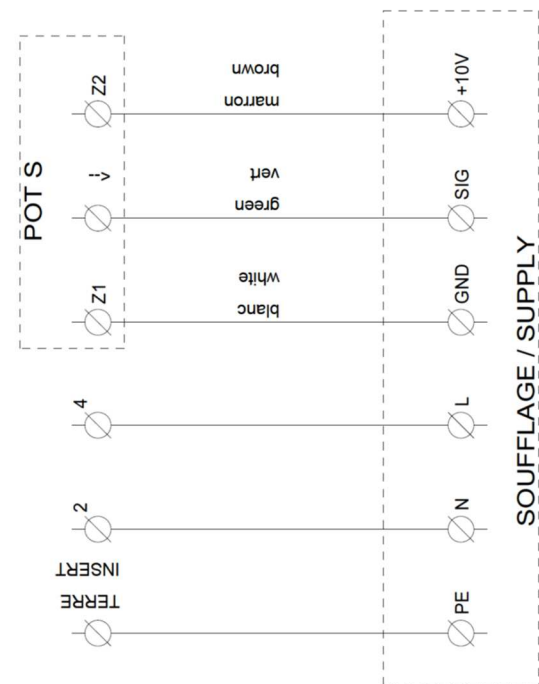 POT S
SOUFFLAGE / SUPPLY
Z2
brown
marron
+10V
-->
vert
green
SIG
Z1
white
blanc
GND
4
L
2
N
INSERT
TERRE
PE